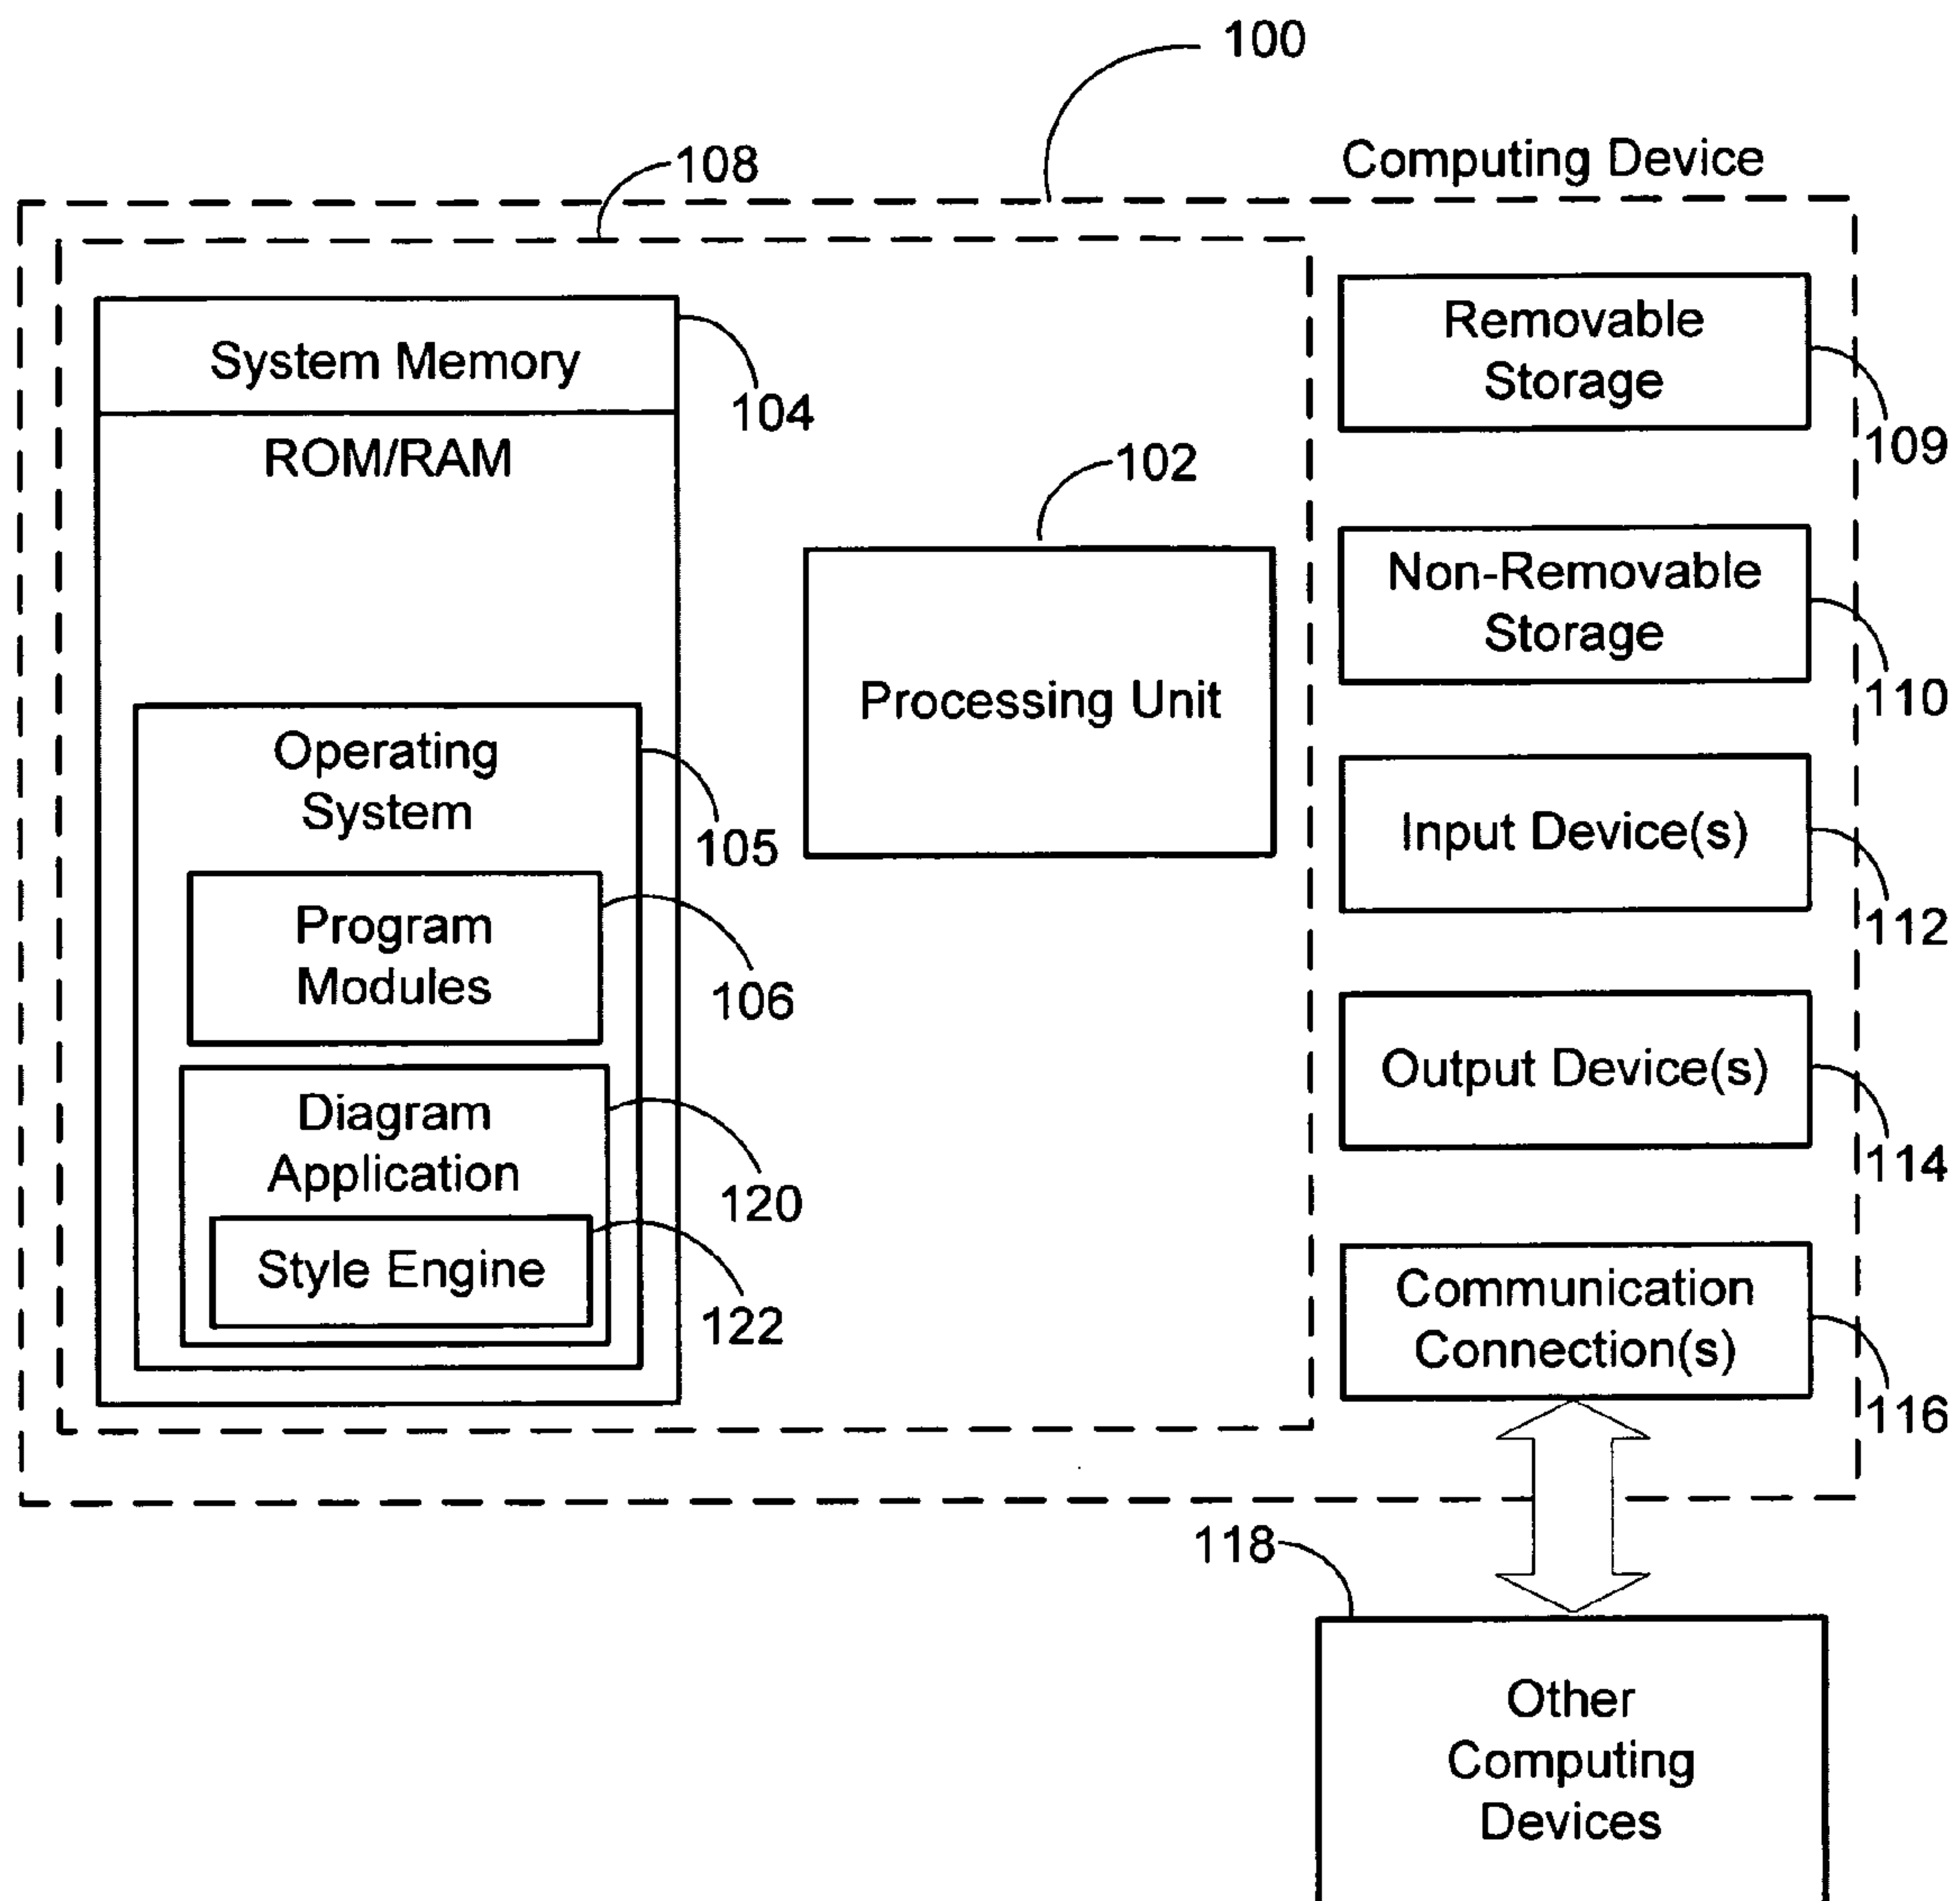 100
108
Computing Device
System Memory
104
ROM/RAM
Removable
Storage
109
102
Processing Unit
Non-Removable
Storage
110
Operating
System
105
Input Device(s)
112
Program
Modules
106
Output Device(s)
114
Diagram
Application
120
Style Engine
122
Communication
Connection(s)
116
118
Other
Computing
Devices